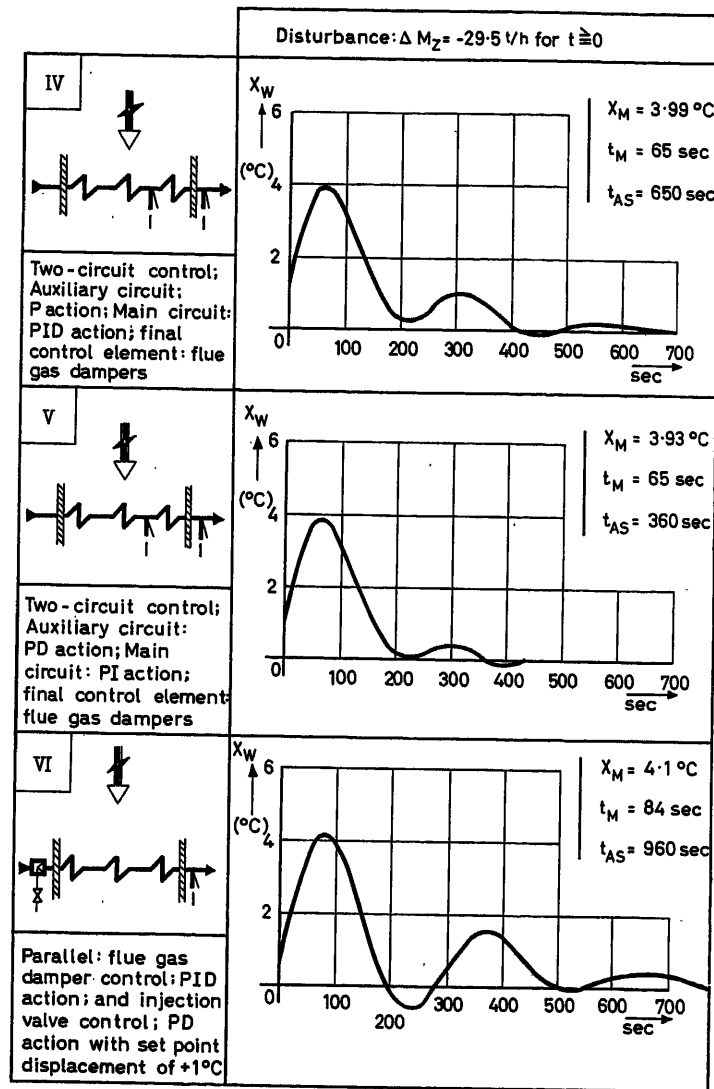 Disturbance: Δ M_Z = -29.5 t/h for t ≧ 0
IV
X_W
6
(°C)
4
2
0
100 200 300 400 500 600 700
sec
X_M = 3·99 °C
t_M = 65 sec
t_AS = 650 sec
Two-circuit control;
Auxiliary circuit;
P action; Main circuit:
PID action; final
control element: flue
gas dampers
V
X_W
6
(°C)
4
2
0
100 200 300 400 500 600 700
sec
X_M = 3·93 °C
t_M = 65 sec
t_AS = 360 sec
Two-circuit control;
Auxiliary circuit:
PD action; Main
circuit: PI action;
final control element:
flue gas dampers
VI
X_W
6
(°C)
4
2
0
100 200 300 400 500 600 700
sec
X_M = 4·1 °C
t_M = 84 sec
t_AS = 960 sec
Parallel: flue gas
damper control; PID
action; and injection
valve control; PD
action with set point
displacement of +1°C